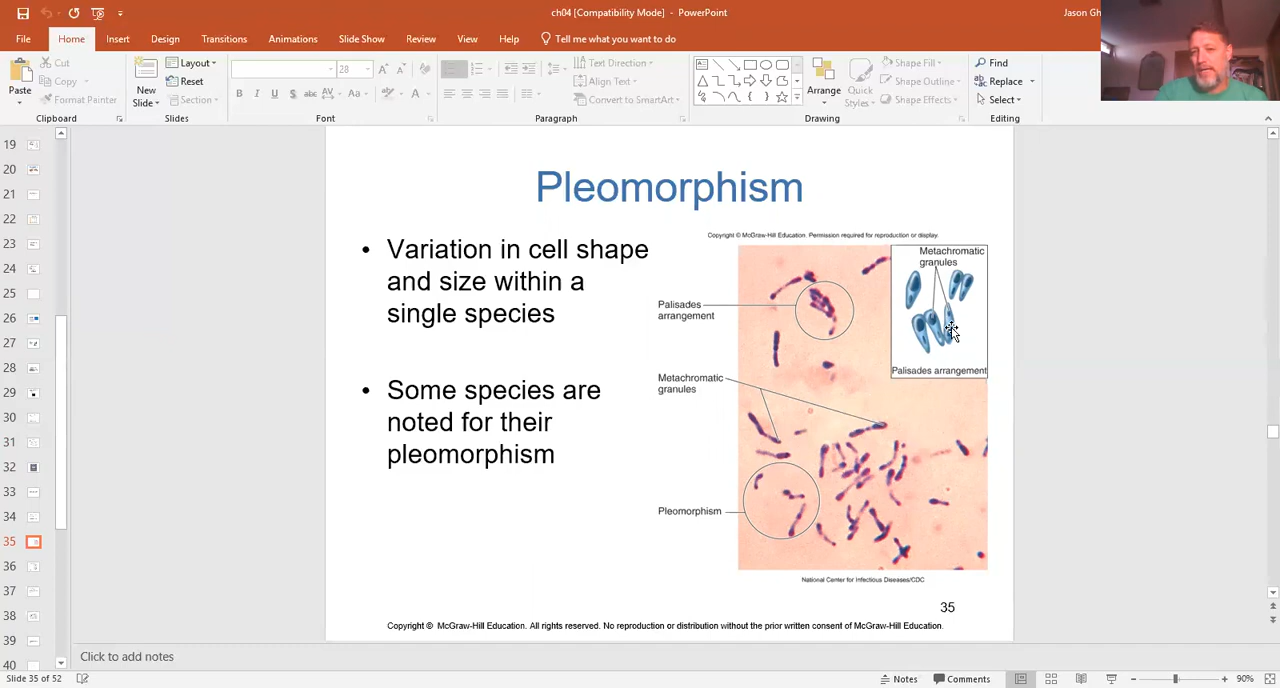 ch04 [Compatibility Mode] - PowerPoint
Jason Gh
File Home Insert Design Transitions Animations Slide Show Review View Help Tell me what you want to do
Paste
Cut
Copy
Format Painter
Clipboard
New
Slide
Layout
Reset
Section
Slides
28
B I U S abc AV Aa A
Font
Text Direction
Align Text
Convert to SmartArt
Paragraph
Arrange
Quick
Styles
Shape Fill
Shape Outline
Shape Effects
Drawing
Find
Replace
Select
Editing
19
20
21
22
23
24
25
26
27
28
29
30
31
32
33
34
35
36
37
38
39
40
Pleomorphism
• Variation in cell shape
and size within a
single species
• Some species are
noted for their
pleomorphism
Copyright © McGraw-Hill Education. Permission required for reproduction or display.
Metachromatic
granules
Palisades arrangement
Palisades
arrangement
Metachromatic
granules
Pleomorphism
National Center for Infectious Diseases/CDC
35
Copyright © McGraw-Hill Education. All rights reserved. No reproduction or distribution without the prior written consent of McGraw-Hill Education.
Click to add notes
Slide 35 of 52
Notes
Comments
90%